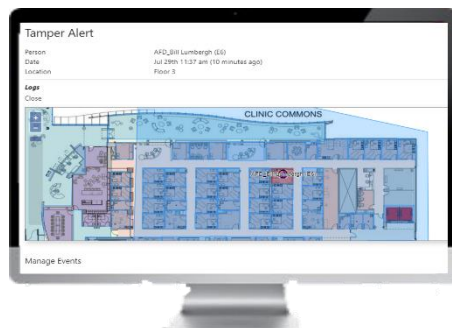 Tamper Alert
Person AFD_Bill Lumbergh (E6)
Date Jul 29th 11:37 am (10 minutes ago)
Location Floor 3
Logs
Close
CLINIC COMMONS
Manage Events